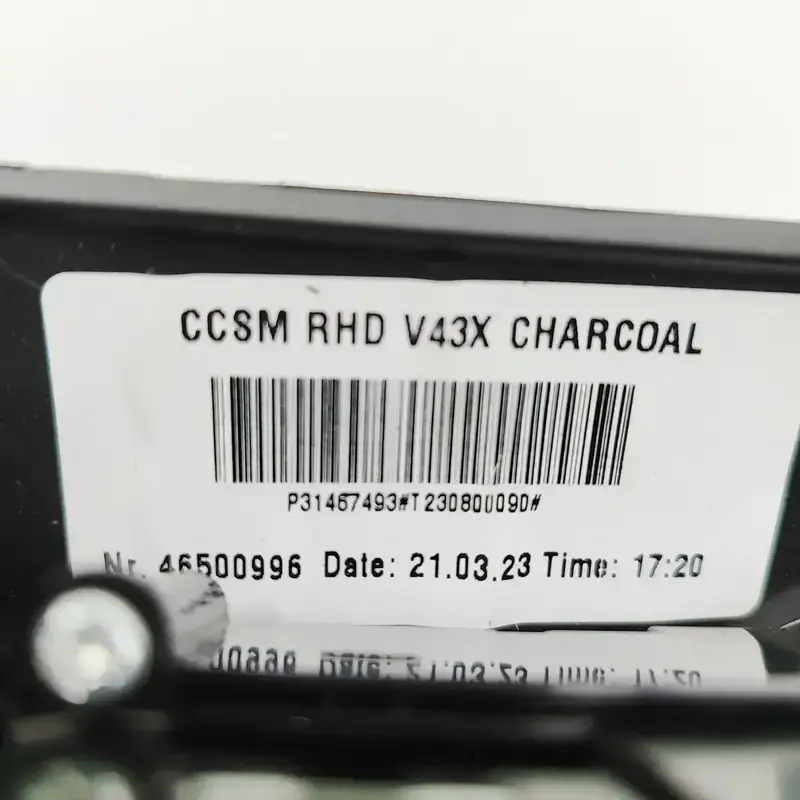 CCSM RHD V43X CHARCOAL
P31467493#T230800090#
Nr. 46500996 Date: 21.03.23 Time: 17:20